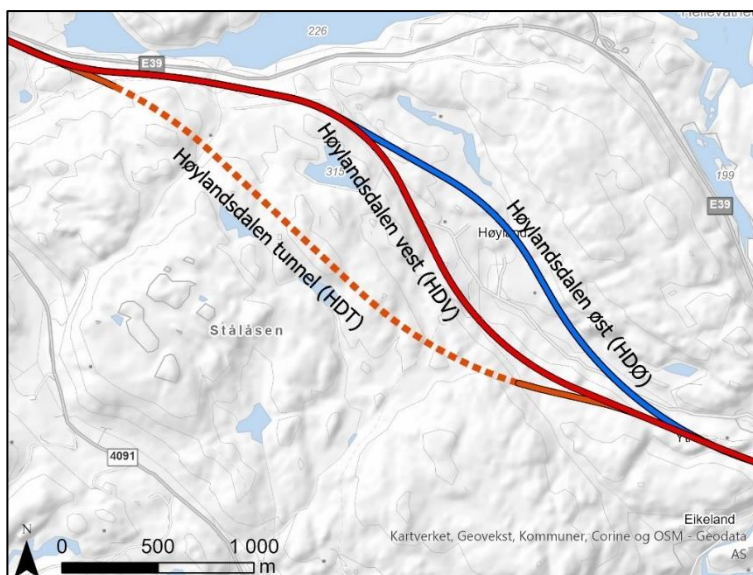 226
E39
315
199
E39
Høylandsdalen tunnel (HDT)
Høylandsdalen vest (HDV)
Høylandsdalen øst (HDØ)
Stålåsen
4091
Eikeland
Kartverket, Geovekst, Kommuner, Corine og OSM - Geodata
AS
N
0 500 1 000
m